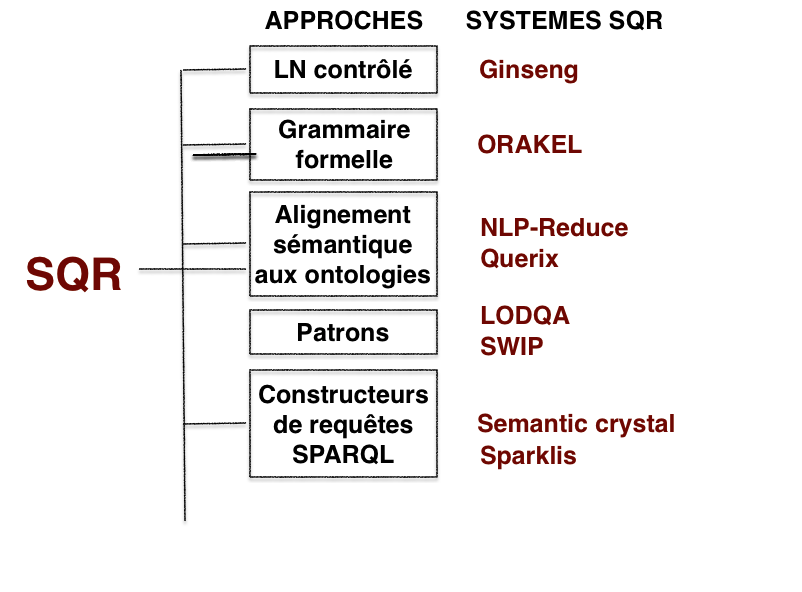 APPROCHES SYSTEMES SQR
LN contrôlé Ginseng
Grammaire
formelle
ORAKEL
Alignement
sémantique
aux ontologies
NLP-Reduce
Querix
SQR
Patrons
LODQA
SWIP
Constructeurs
de requêtes
SPARQL
Semantic crystal
Sparklis